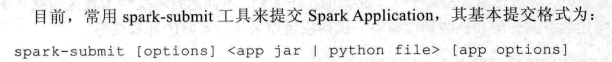 目前，常用 spark-submit 工具来提交 Spark Application，其基本提交格式为：
spark-submit [options] <app jar | python file> [app options]